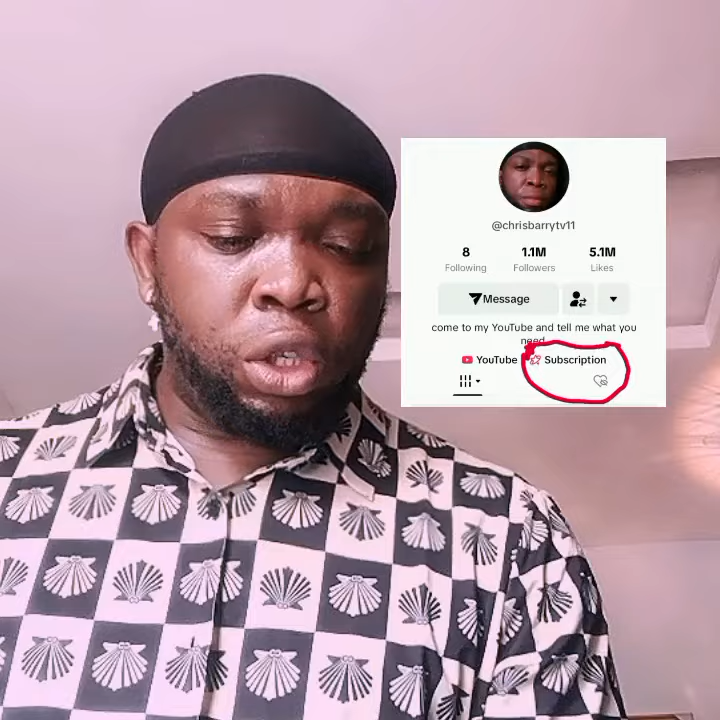 @chrisbarrytv11
8 1.1M 5.1M
Following Followers Likes
Message
come to my YouTube and tell me what you
need
YouTube Subscription